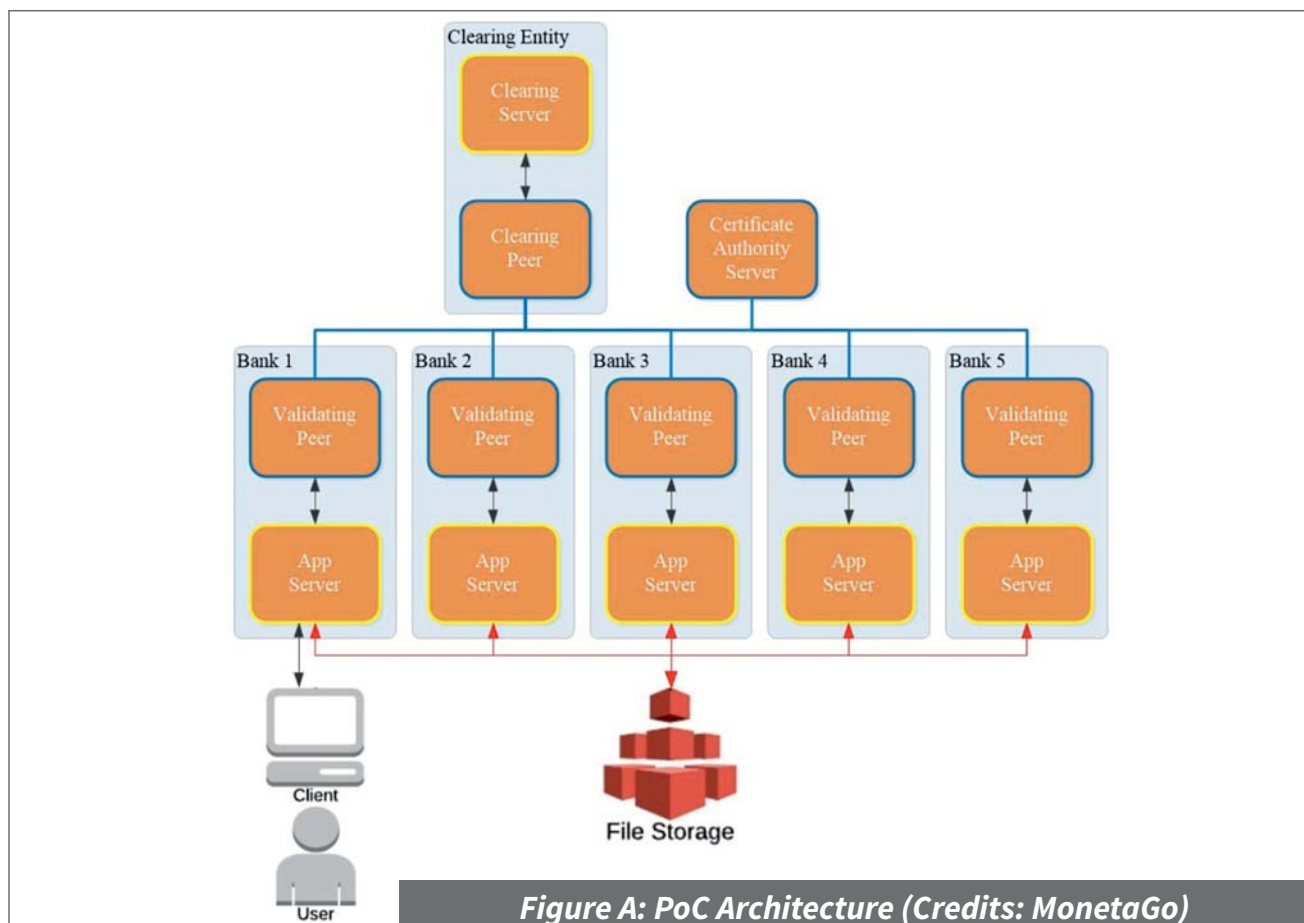 Clearing Entity
Clearing
Server
Clearing
Peer
Certificate
Authority
Server
Bank 1
Bank 2
Bank 3
Bank 4
Bank 5
Validating
Peer
Validating
Peer
Validating
Peer
Validating
Peer
Validating
Peer
App
Server
App
Server
App
Server
App
Server
App
Server
Client
User
File Storage
Figure A: PoC Architecture (Credits: MonetaGo)